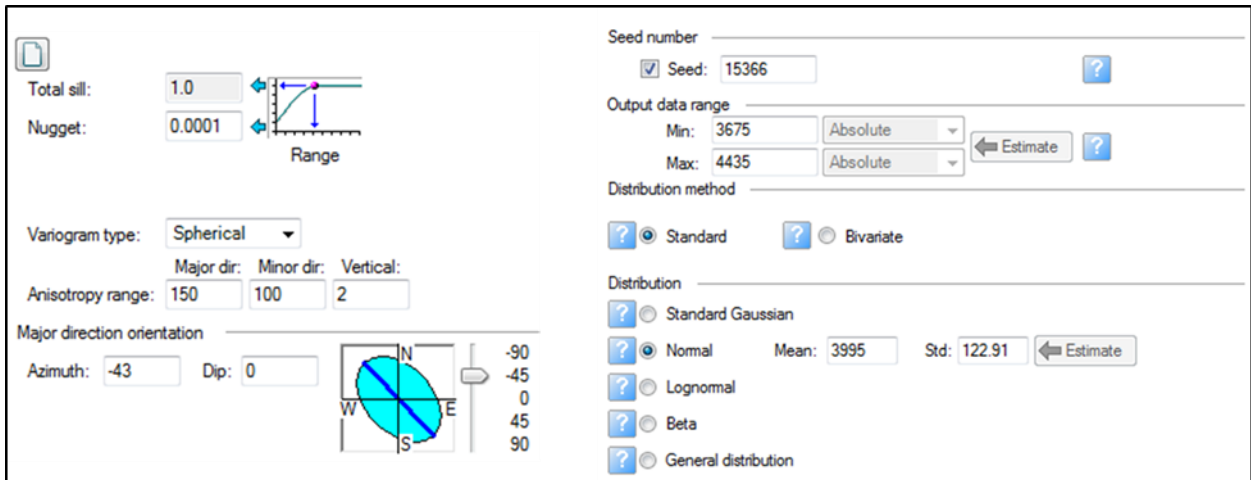 Total sill: 1.0
Nugget: 0.0001
Range
Variogram type: Spherical
Major dir: Minor dir: Vertical:
Anisotropy range: 150 100 2
Major direction orientation
Azimuth: -43 Dip: 0
N
W E
S
-90
-45
0
45
90
Seed number
Seed: 15366 ?
Output data range
Min: 3675 Absolute
Estimate ?
Max: 4435 Absolute
Distribution method
? Standard ? Bivariate
Distribution
? Standard Gaussian
? Normal Mean: 3995 Std: 122.91 Estimate
? Lognormal
? Beta
? General distribution